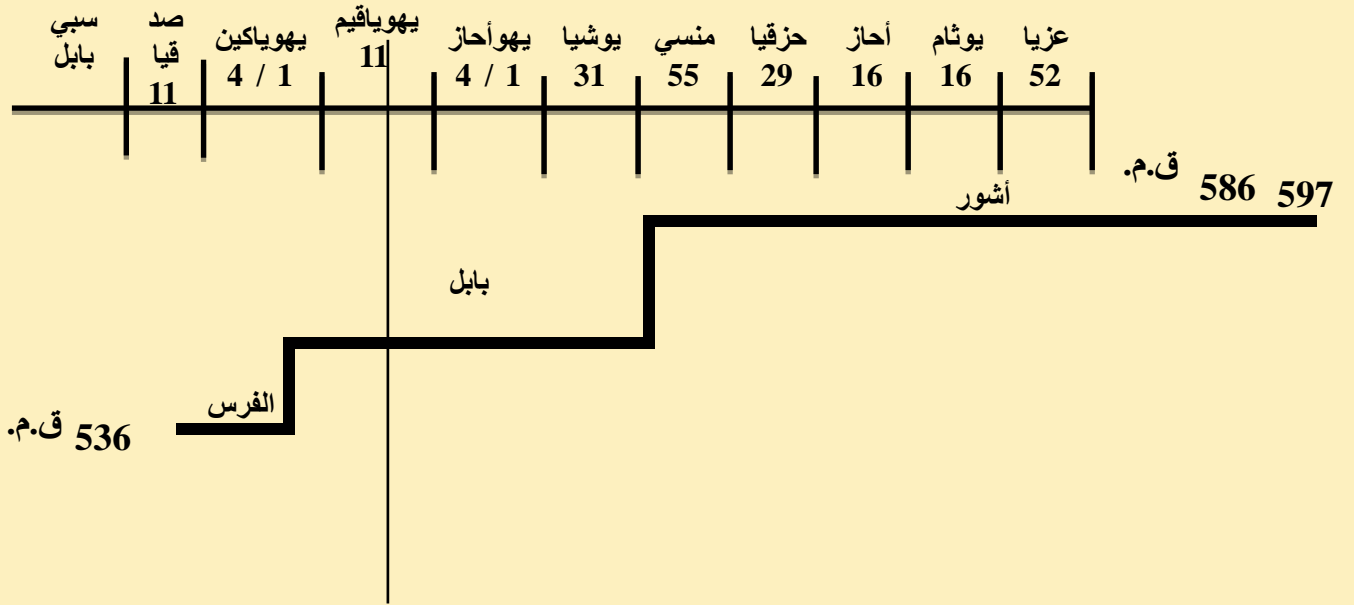 عزيا
52
يوثام
16
أحاز
16
حزقيا
29
منسي
55
يوشيا
31
يهوأحاز
4 / 1
يهوياقيم
11
يهوياكين
4 / 1
صد
قيا
11
سبي
بابل
597 586 ق.م.
أشور
بابل
الفرس
536 ق.م.